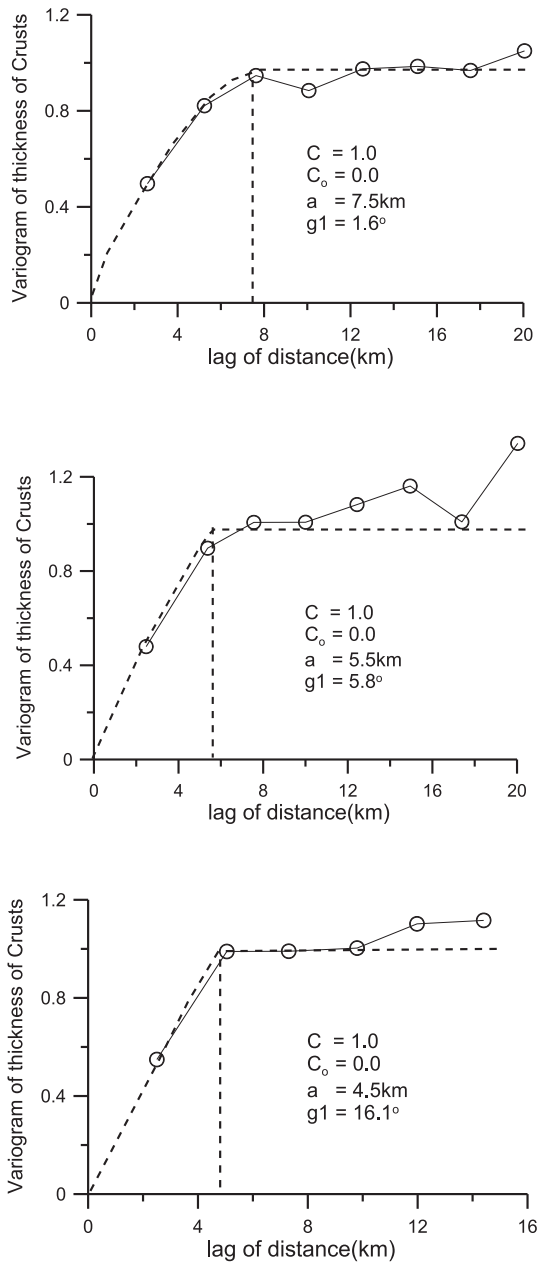 Variogram of thickness of Crusts
1.2
0.8
0.4
0
C = 1.0
Co = 0.0
a = 7.5km
g1 = 1.6o
0 4 8 12 16 20
lag of distance(km)
Variogram of thickness of Crusts
1.2
0.8
0.4
0
C = 1.0
Co = 0.0
a = 5.5km
g1 = 5.8o
0 4 8 12 16 20
lag of distance(km)
Variogram of thickness of Crusts
1.2
0.8
0.4
0
C = 1.0
Co = 0.0
a = 4.5km
g1 = 16.1o
0 4 8 12 16
lag of distance(km)